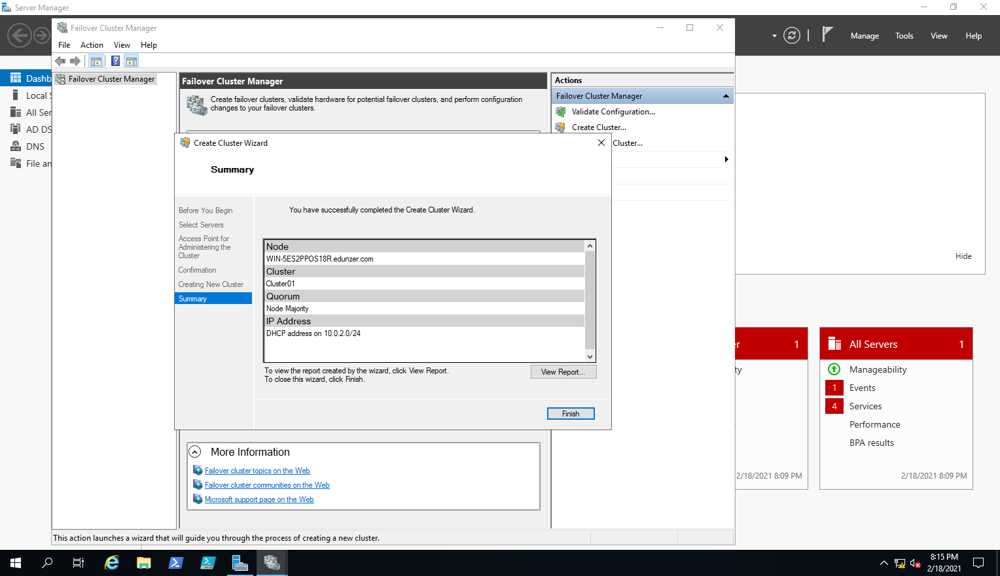 Server Manager
Manage
Tools
View
Help
Dashb
Local S
All Ser
AD DS
DNS
File an
Failover Cluster Manager
File
Action
View
Help
Failover Cluster Manager
Failover Cluster Manager
Create failover clusters, validate hardware for potential failover clusters, and perform configuration
changes to your failover clusters.
Actions
Failover Cluster Manager
Validate Configuration...
Create Cluster...
Cluster...
Create Cluster Wizard
Summary
Before You Begin
Select Servers
Access Point for
Administering the
Cluster
Confirmation
Creating New Cluster
Summary
You have successfully completed the Create Cluster Wizard.
Node
WIN-5ES2PPOS18R.edunzer.com
Cluster
Cluster01
Quorum
Node Majority
IP Address
DHCP address on 10.0.2.0/24
To view the report created by the wizard, click View Report.
To close this wizard, click Finish.
View Report...
Finish
More Information
Failover cluster topics on the Web
Failover cluster communities on the Web
Microsoft support page on the Web
This action launches a wizard that will guide you through the process of creating a new cluster.
Hide
er 1
ty
2/18/2021 8:09 PM
All Servers 1
Manageability
1 Events
4 Services
Performance
BPA results
2/18/2021 8:09 PM
8:15 PM
2/18/2021